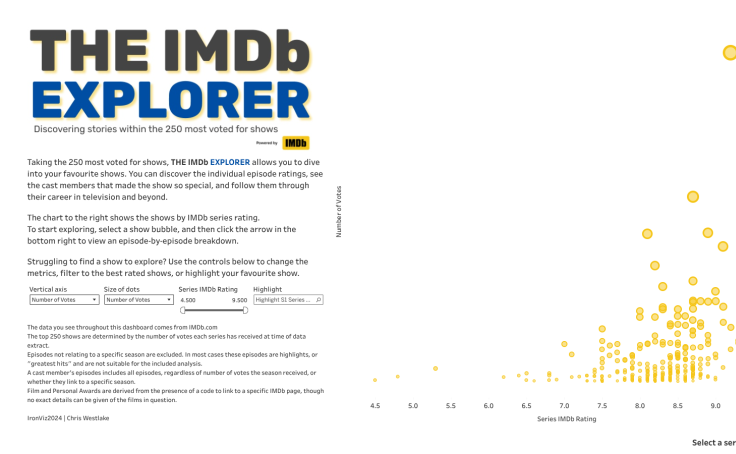 THE IMDb
EXPLORER
Discovering stories within the 250 most voted for shows
Powered by IMDb
Taking the 250 most voted for shows, THE IMDb EXPLORER allows you to dive
into your favourite shows. You can discover the individual episode ratings, see
the cast members that made the show so special, and follow them through
their career in television and beyond.
The chart to the right shows the shows by IMDb series rating.
To start exploring, select a show bubble, and then click the arrow in the
bottom right to view an episode-by-episode breakdown.
Struggling to find a show to explore? Use the controls below to change the
metrics, filter to the best rated shows, or highlight your favourite show.
Vertical axis Size of dots Series IMDb Rating Highlight
Number of Votes Number of Votes 4.500 9.500 Highlight S1 Series ...
The data you see throughout this dashboard comes from IMDb.com
The top 250 shows are determined by the number of votes each series has received at time of data
extract.
Episodes not relating to a specific season are excluded. In most cases these episodes are highlights, or
"greatest hits" and are not suitable for the included analysis.
A cast member's episodes includes all episodes, regardless of number of votes the season received, or
whether they link to a specific season.
Film and Personal Awards are derived from the presence of a code to link to a specific IMDb page, though
no exact details can be given of the films in question.
IronViz2024 | Chris Westlake
Number of Votes
4.5 5.0 5.5 6.0 6.5 7.0 7.5 8.0 8.5 9.0
Series IMDb Rating
Select a ser